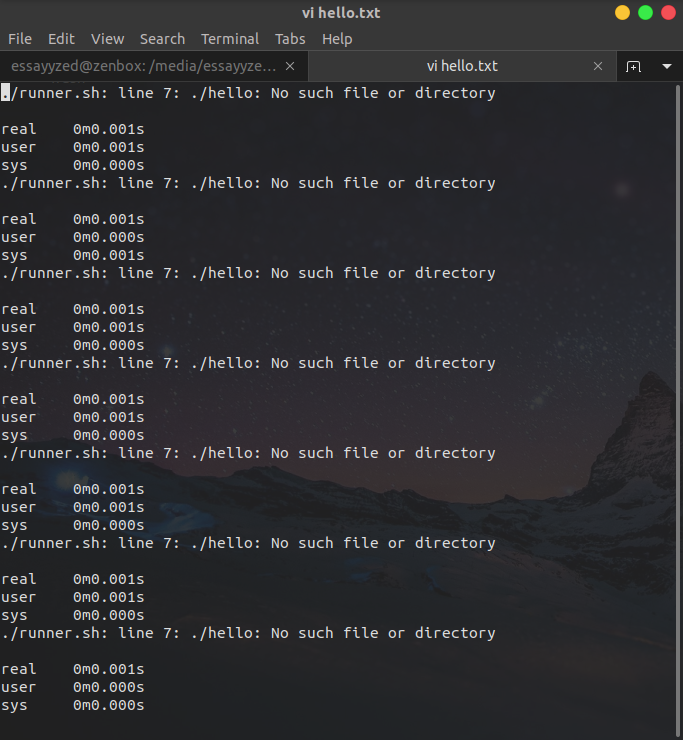 vi hello.txt
File Edit View Search Terminal Tabs Help
essayyzed@zenbox: /media/essayyze... × vi hello.txt ×
./runner.sh: line 7: ./hello: No such file or directory
real 0m0.001s
user 0m0.001s
sys 0m0.000s
./runner.sh: line 7: ./hello: No such file or directory
real 0m0.001s
user 0m0.000s
sys 0m0.001s
./runner.sh: line 7: ./hello: No such file or directory
real 0m0.001s
user 0m0.001s
sys 0m0.000s
./runner.sh: line 7: ./hello: No such file or directory
real 0m0.001s
user 0m0.001s
sys 0m0.000s
./runner.sh: line 7: ./hello: No such file or directory
real 0m0.001s
user 0m0.001s
sys 0m0.000s
./runner.sh: line 7: ./hello: No such file or directory
real 0m0.001s
user 0m0.001s
sys 0m0.000s
./runner.sh: line 7: ./hello: No such file or directory
real 0m0.001s
user 0m0.000s
sys 0m0.000s